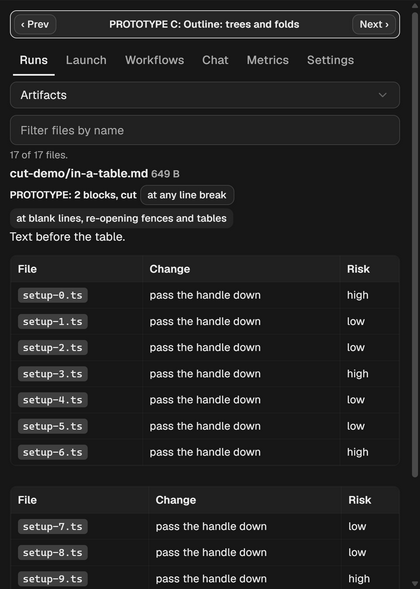 ‹ Prev PROTOTYPE C: Outline: trees and folds Next ›
Runs Launch Workflows Chat Metrics Settings
Artifacts
Filter files by name
17 of 17 files.
cut-demo/in-a-table.md 649 B
PROTOTYPE: 2 blocks, cut at any line break
at blank lines, re-opening fences and tables
Text before the table.
File Change Risk
setup-0.ts pass the handle down high
setup-1.ts pass the handle down low
setup-2.ts pass the handle down low
setup-3.ts pass the handle down high
setup-4.ts pass the handle down low
setup-5.ts pass the handle down low
setup-6.ts pass the handle down high
File Change Risk
setup-7.ts pass the handle down low
setup-8.ts pass the handle down low
setup-9.ts pass the handle down high